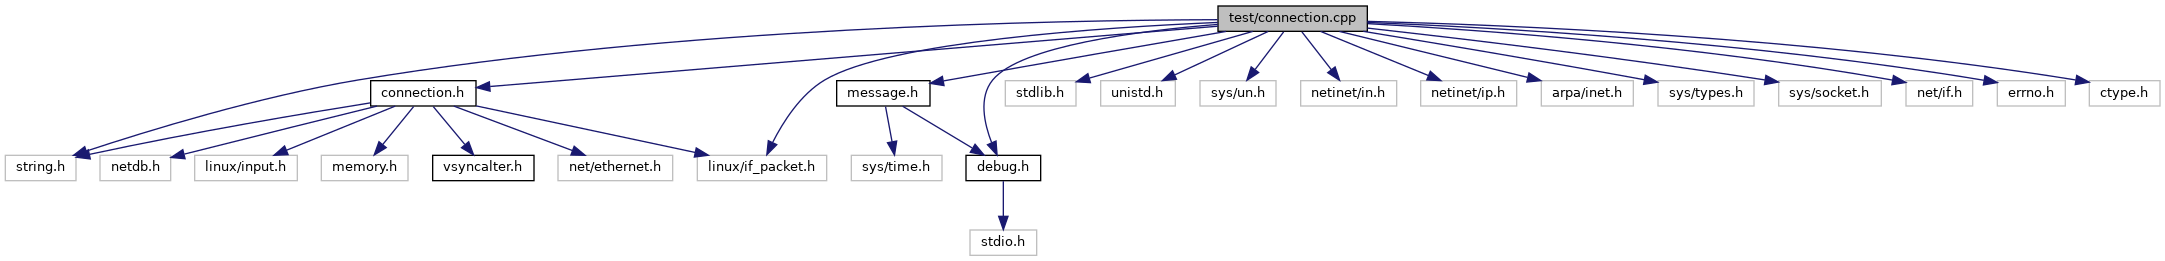 test/connection.cpp
connection.h
message.h
stdlib.h
unistd.h
sys/un.h
netinet/in.h
netinet/ip.h
arpa/inet.h
sys/types.h
sys/socket.h
net/if.h
errno.h
ctype.h
string.h
netdb.h
linux/input.h
memory.h
vsyncalter.h
net/ethernet.h
linux/if_packet.h
sys/time.h
debug.h
stdio.h